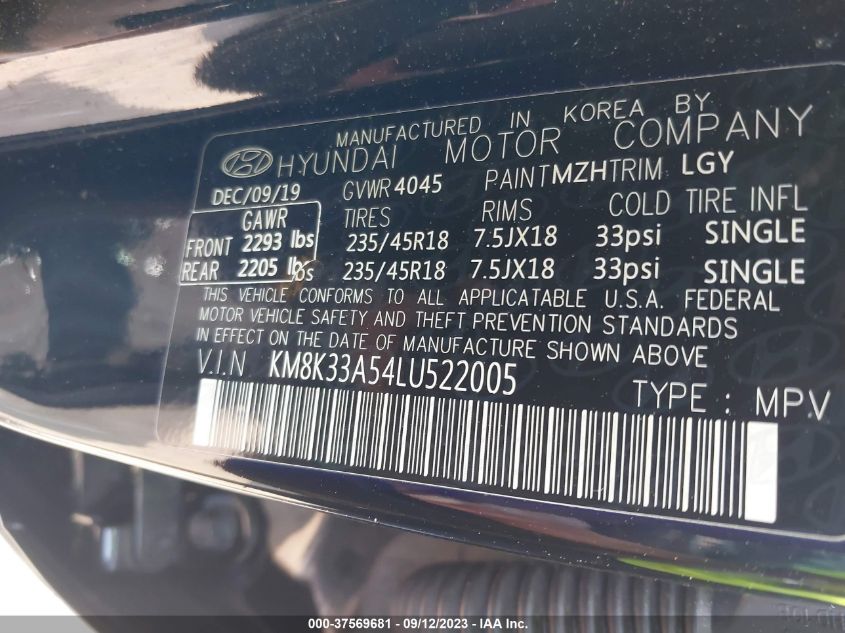 MANUFACTURED IN KOREA BY
HYUNDAI MOTOR COMPANY
DEC/09/19 GVWR 4045 PAINT MZH TRIM LGY
GAWR TIRES RIMS COLD TIRE INFL
FRONT 2293 lbs 235/45R18 7.5JX18 33psi SINGLE
REAR 2205 lbs 235/45R18 7.5JX18 33psi SINGLE
THIS VEHICLE CONFORMS TO ALL APPLICATABLE U.S.A. FEDERAL
MOTOR VEHICLE SAFETY AND THEFT PREVENTION STANDARDS
IN EFFECT ON THE DATE OF MANUFACTURE SHOWN ABOVE
V.I.N KM8K33A54LU522005
TYPE : MPV
000-37569681 - 09/12/2023 - IAA Inc.